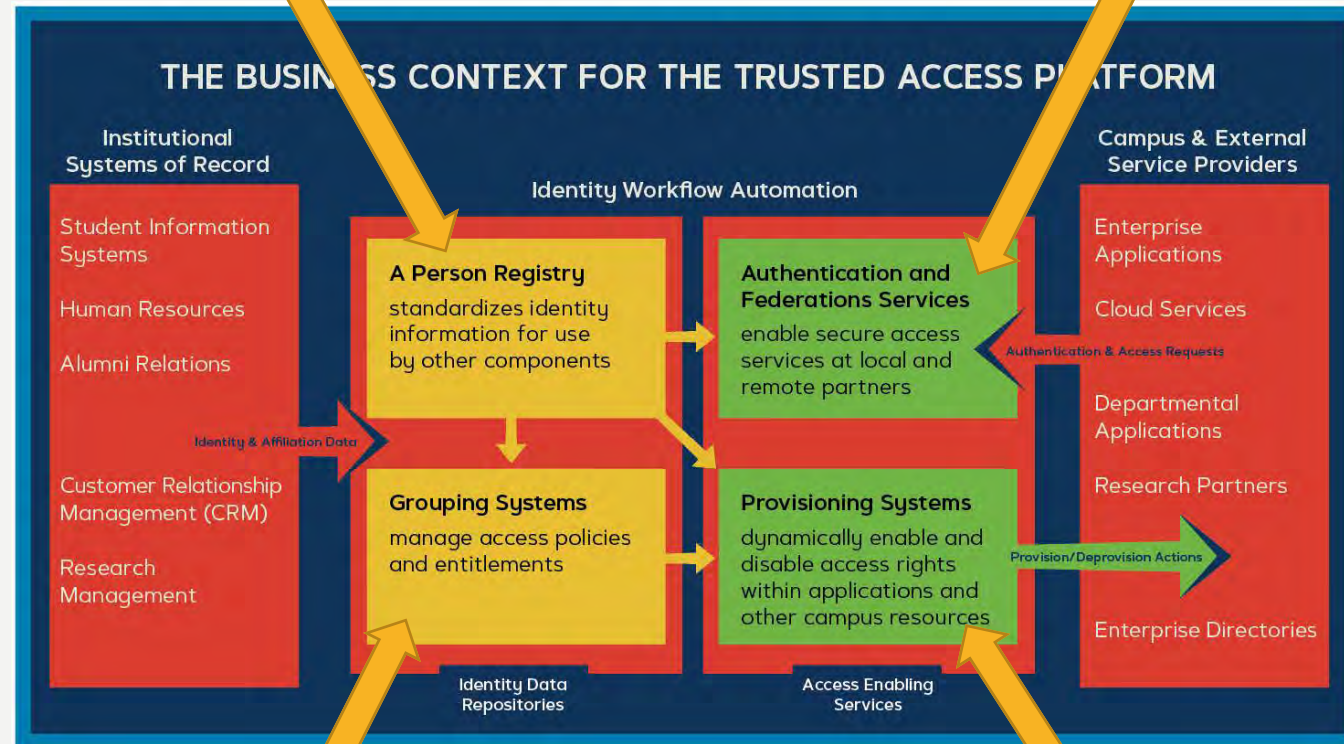 THE BUSINESS CONTEXT FOR THE TRUSTED ACCESS PLATFORM
Institutional
Systems of Record
Student Information
Systems
Human Resources
Alumni Relations
Identity & Affiliation Data
Customer Relationship
Management (CRM)
Research
Management
Identity Workflow Automation
A Person Registry
standardizes identity
information for use
by other components
Grouping Systems
manage access policies
and entitlements
Identity Data
Repositories
Authentication and
Federations Services
enable secure access
services at local and
remote partners
Provisioning Systems
dynamically enable and
disable access rights
within applications and
other campus resources
Access Enabling
Services
Campus & External
Service Providers
Enterprise
Applications
Cloud Services
Authentication & Access Requests
Departmental
Applications
Research Partners
Provision/Deprovision Actions
Enterprise Directories